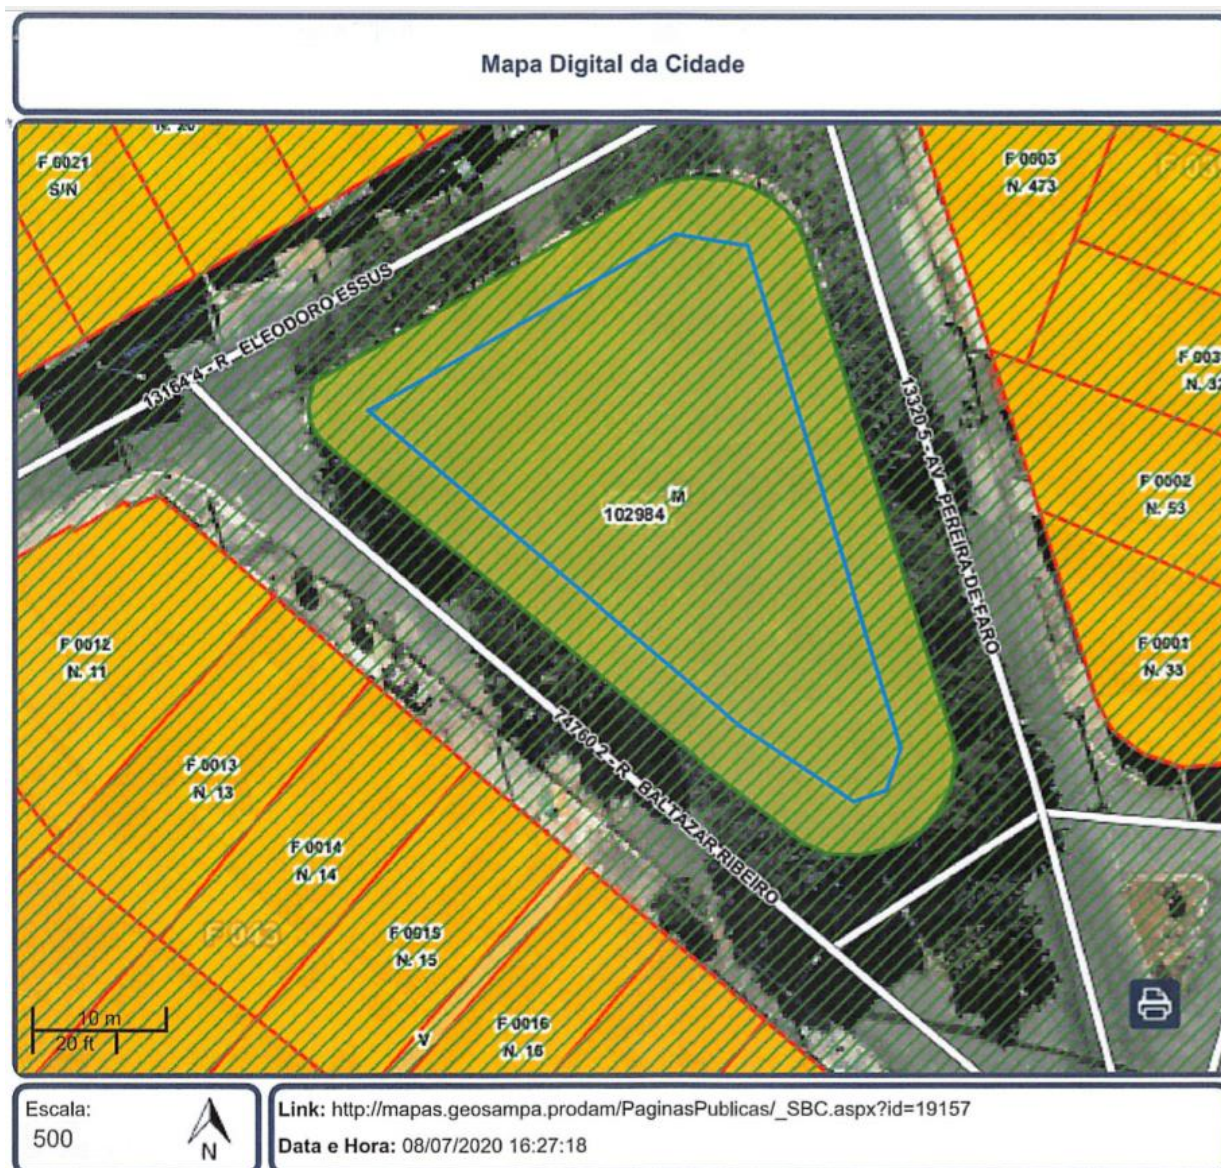 Mapa Digital da Cidade
N. 20
F 0021
S/N
F 0003
N. 473
13164 4 - R ELEODORO ESSUS
13320 5 - AV PEREIRA DE FARO
F 0002
N. 53
M
102984
F 0012
N. 11
F 0001
N. 33
74760 2 - R BALTAZAR RIBEIRO
F 0013
N. 13
F 0014
N. 14
F 043
F 0015
N. 15
10 m
20 ft
V
F 0016
N. 16
Escala:
500
N
Link: http://mapas.geosampa.prodam/PaginasPublicas/_SBC.aspx?id=19157
Data e Hora: 08/07/2020 16:27:18